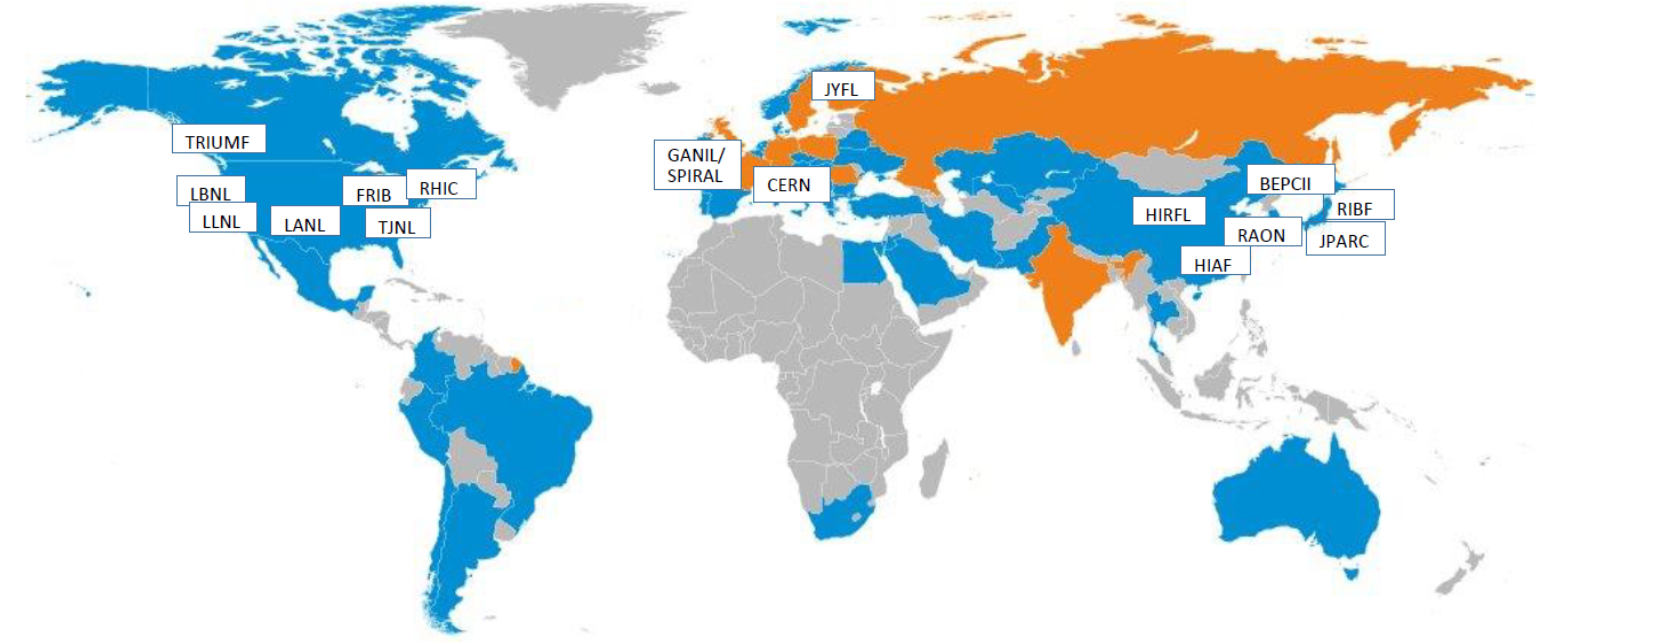 JYFL
TRIUMF
GANIL/
SPIRAL
CERN
LBNL
FRIB
RHIC
LLNL
LANL
TJNL
BEPCII
HIRFL
RIBF
RAON
JPARC
HIAF